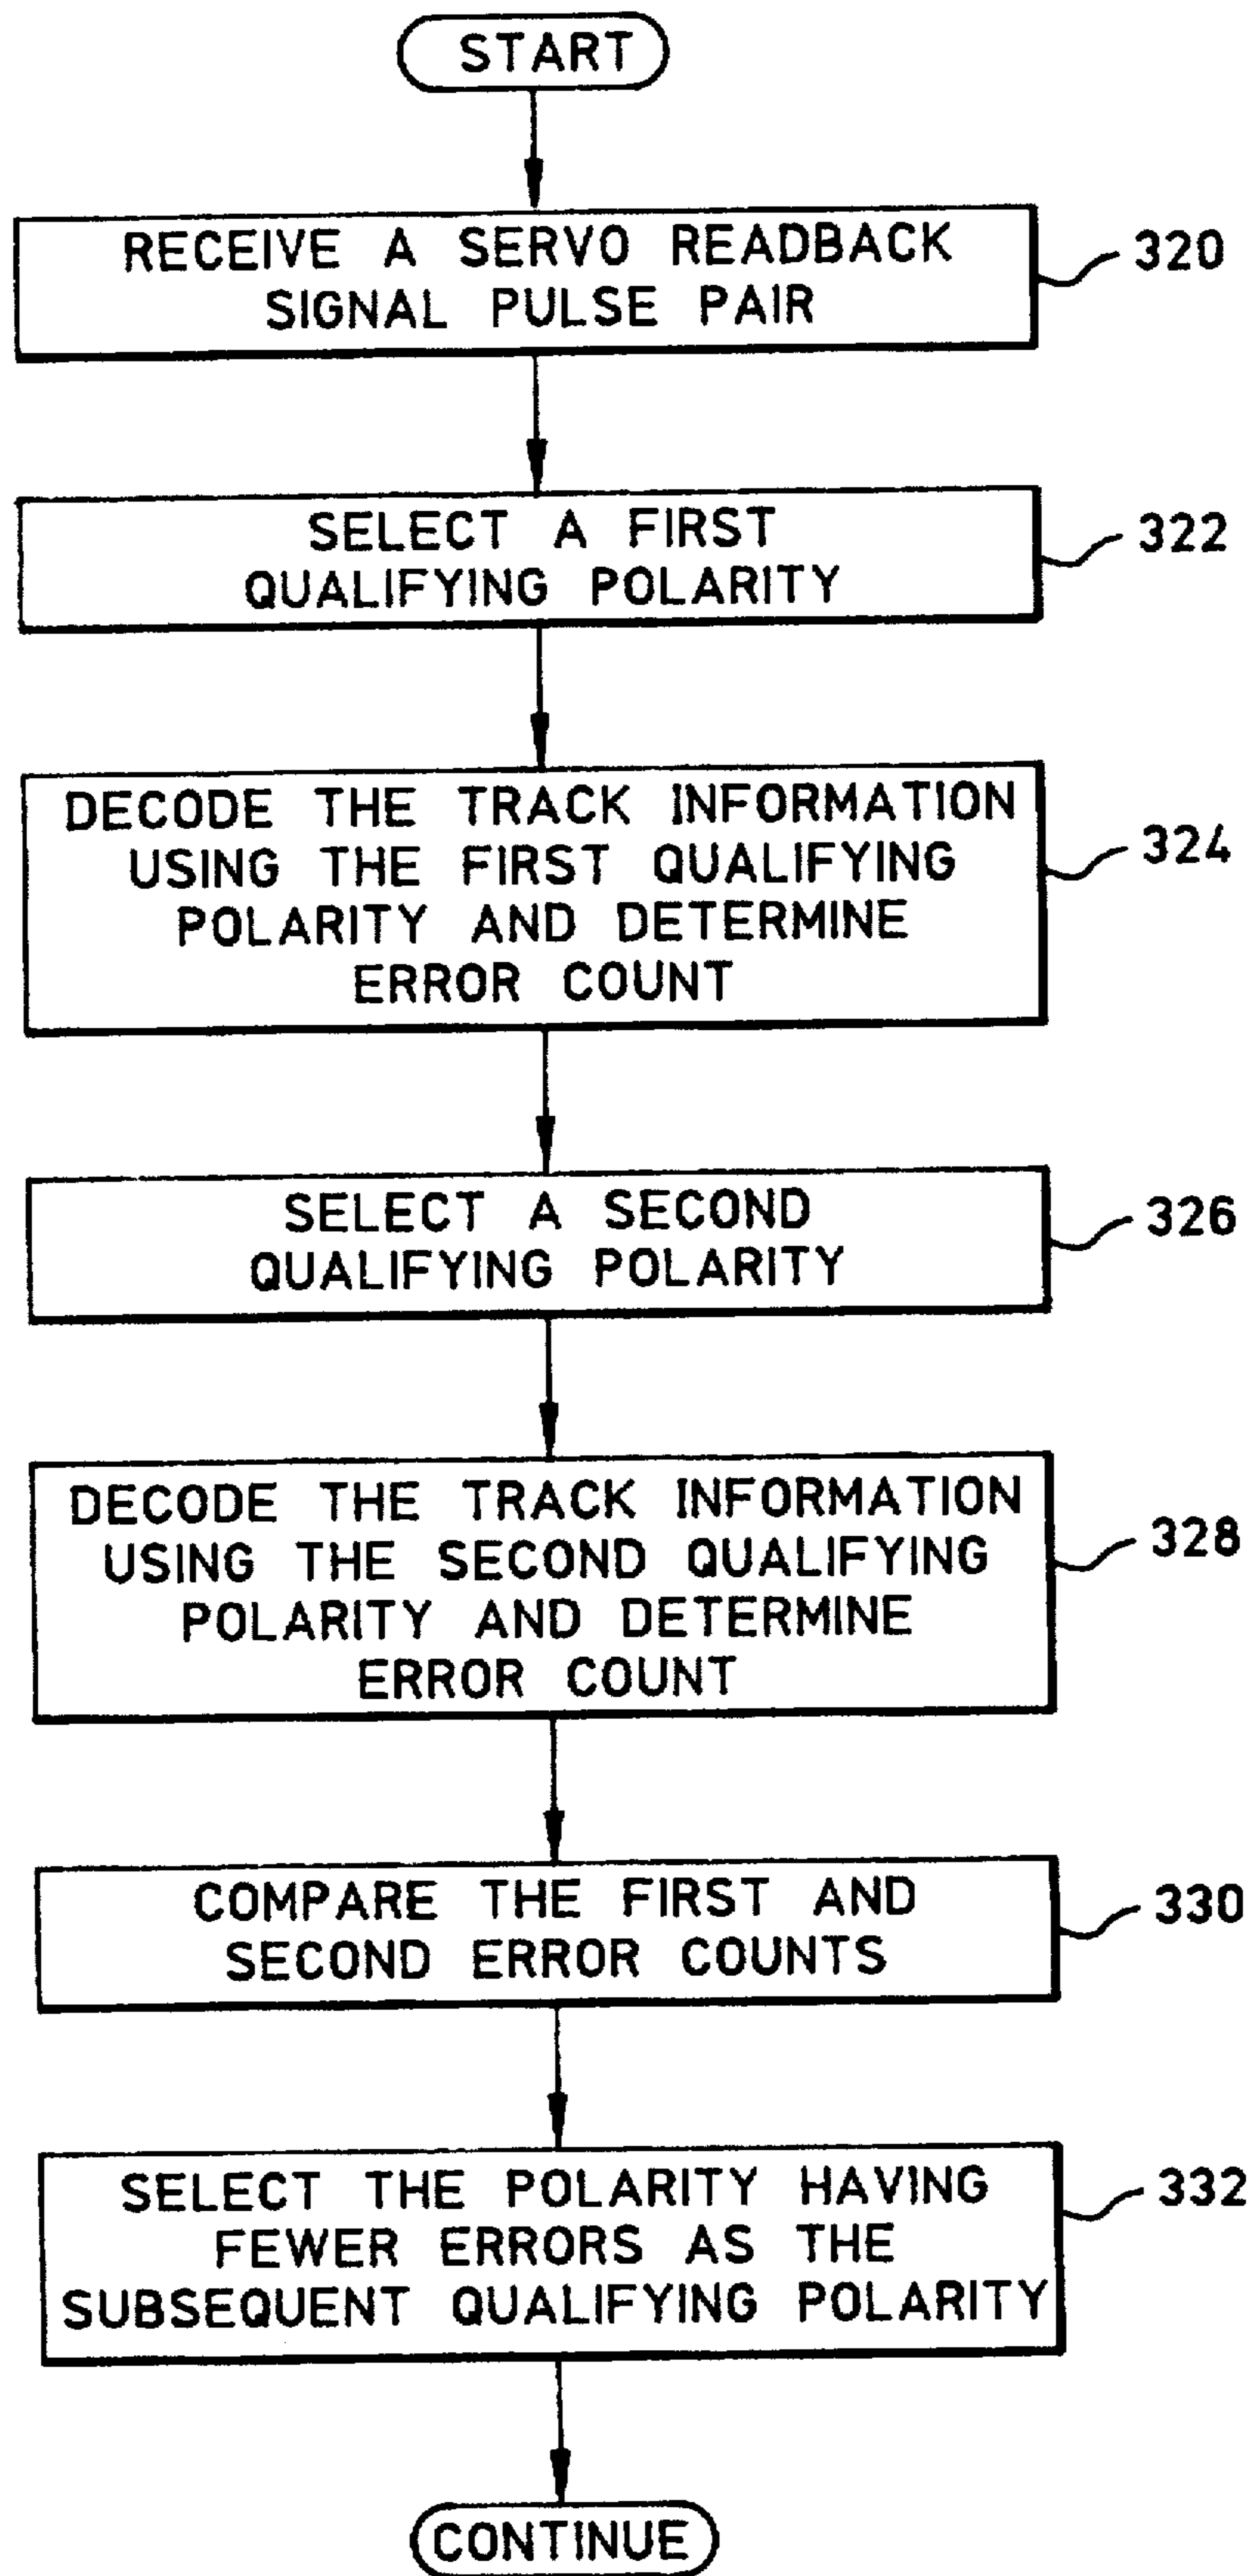 START
RECEIVE A SERVO READBACK
SIGNAL PULSE PAIR
320
SELECT A FIRST
QUALIFYING POLARITY
322
DECODE THE TRACK INFORMATION
USING THE FIRST QUALIFYING
POLARITY AND DETERMINE
ERROR COUNT
324
SELECT A SECOND
QUALIFYING POLARITY
326
DECODE THE TRACK INFORMATION
USING THE SECOND QUALIFYING
POLARITY AND DETERMINE
ERROR COUNT
328
COMPARE THE FIRST AND
SECOND ERROR COUNTS
330
SELECT THE POLARITY HAVING
FEWER ERRORS AS THE
SUBSEQUENT QUALIFYING POLARITY
332
CONTINUE